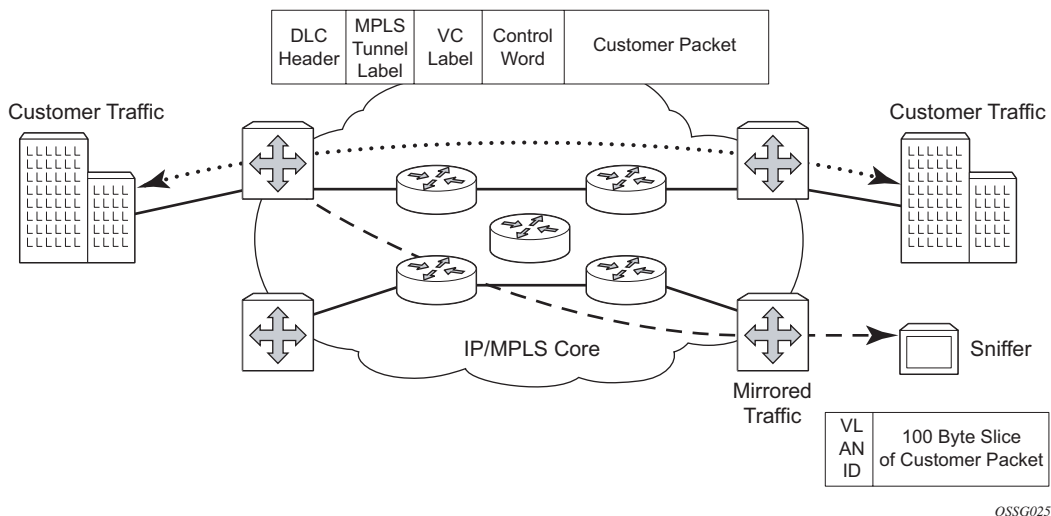 DLC
Header
MPLS
Tunnel
Label
VC
Label
Control
Word
Customer Packet
Customer Traffic
Customer Traffic
IP/MPLS Core
Sniffer
Mirrored
Traffic
VL
AN
ID
100 Byte Slice
of Customer Packet
OSSG025